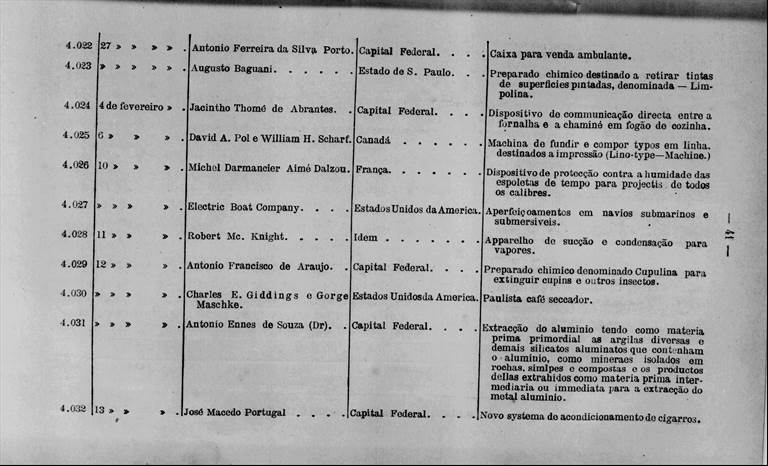 4.022 27 » » » » . Antonio Ferreira da Silva Porto. Capital Federal. . . . Caixa para venda ambulante.
4.023 » » » » » . Augusto Baguani. . . . . . Estado de S. Paulo. . . Preparado chimico destinado a retirar tintas
de superficies pintadas, denominada — Lim-
polina.
4.024 4 de fevereiro » . Jacintho Thomé de Abrantes. . Capital Federal. . . . Dispositivo de communicação directa entre a
fornalha e a chaminé em fogão de cozinha.
4.025 6 » » » . David A. Pol e William H. Scharf. Canadá . . . . . . Machina de fundir e compor typos em linha,
destinados a impressão (Lino-type—Machine.)
4.026 10 » » » . Michel Darmancier Aimé Dalzou. França. . . . . . . Dispositivo de protecção contra a humidade das
espoletas de tempo para projectis de todos
os calibres.
4.027 » » » » . Electric Boat Company. . . . Estados Unidos da America. Aperfeiçoamentos em navios submarinos e
submersiveis.
— 41 —
4.028 11 » » » . Robert Mc. Knight. . . . . Idem . . . . . . . Apparelho de sucção e condensação para
vapores.
4.029 12 » » » . Antonio Francisco de Araujo. . Capital Federal. . . . Preparado chimico denominado Cupulina para
extinguir cupins e outros insectos.
4.030 » » » » . Charles E. Giddings e Gorge Estados Unidos da America. Paulista café seccador.
Maschke.
4.031 » » » » . Antonio Ennes de Souza (Dr). . Capital Federal. . . . Extracção do aluminio tendo como materia
prima primordial as argilas diversas e
demais silicatos aluminatos que contenham
o aluminio, como mineraes isolados em
rochas, simlpes e compostas e os productos
dellas extrahidos como materia prima inter-
mediaria ou immediata para a extracção do
metal aluminio.
4.032 13 » » » . José Macedo Portugal . . . . Capital Federal. . . . Novo systema de acondicionamento de cigarros.